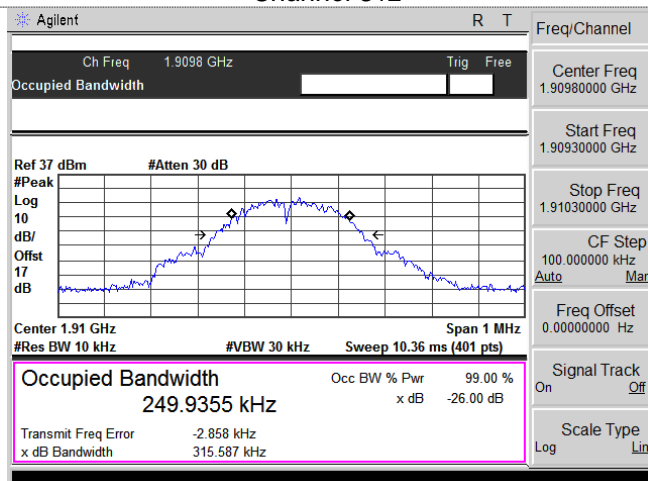 Agilent R T
Freq/Channel
Ch Freq 1.9098 GHz Trig Free
Occupied Bandwidth
Center Freq
1.90980000 GHz
Start Freq
1.90930000 GHz
Ref 37 dBm #Atten 30 dB
#Peak
Log
10
dB/
Offst
17
dB
Stop Freq
1.91030000 GHz
CF Step
100.000000 kHz
Auto Man
Freq Offset
0.00000000 Hz
Center 1.91 GHz Span 1 MHz
#Res BW 10 kHz #VBW 30 kHz Sweep 10.36 ms (401 pts)
Occupied Bandwidth Occ BW % Pwr 99.00 %
249.9355 kHz x dB -26.00 dB
Transmit Freq Error -2.858 kHz
x dB Bandwidth 315.587 kHz
Signal Track
On Off
Scale Type
Log Lin